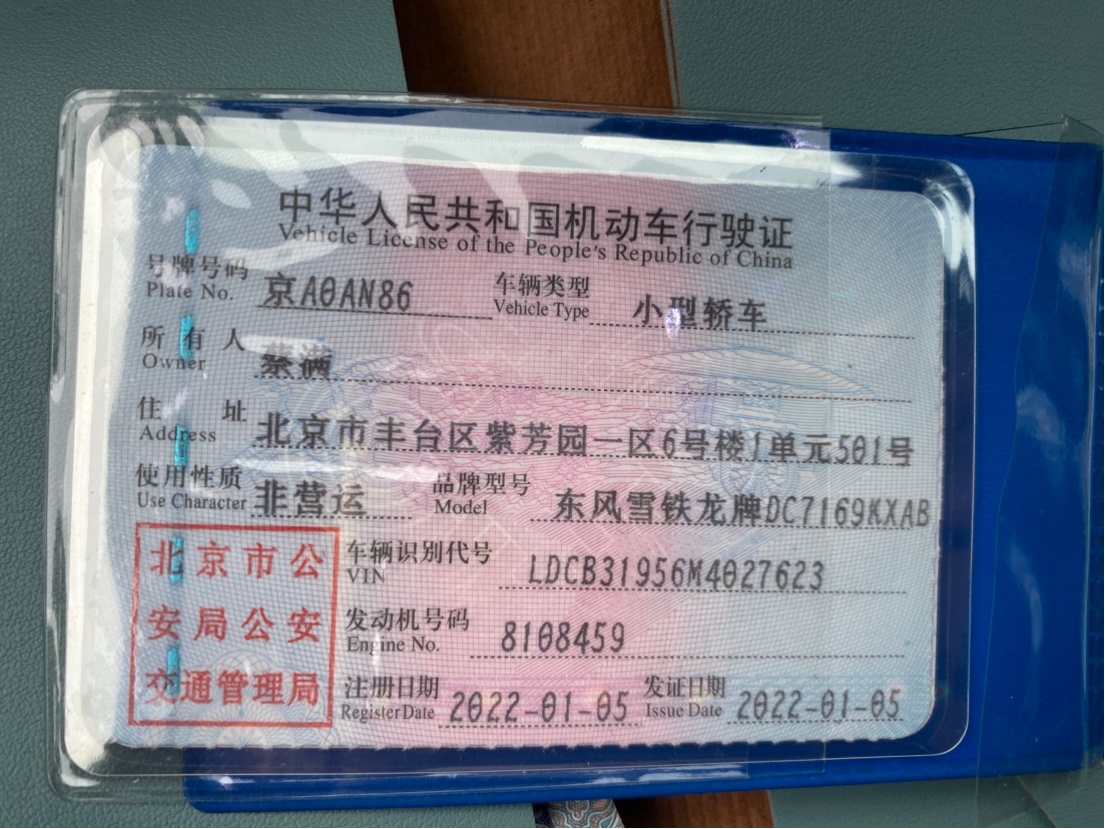 中华人民共和国机动车行驶证
Vehicle License of the People's Republic of China
号牌号码 京A0AN86 车辆类型 小型轿车
Plate No. Vehicle Type
所有人
Owner
住址 北京市丰台区紫芳园一区6号楼1单元501号
Address
使用性质 非营运 品牌型号 东风雪铁龙牌DC7169KXAB
Use Character Model
北京市公
安局公安
交通管理局
车辆识别代号 LDCB31956M4027623
VIN
发动机号码 8108459
Engine No.
注册日期 2022-01-05 发证日期 2022-01-05
Register Date Issue Date